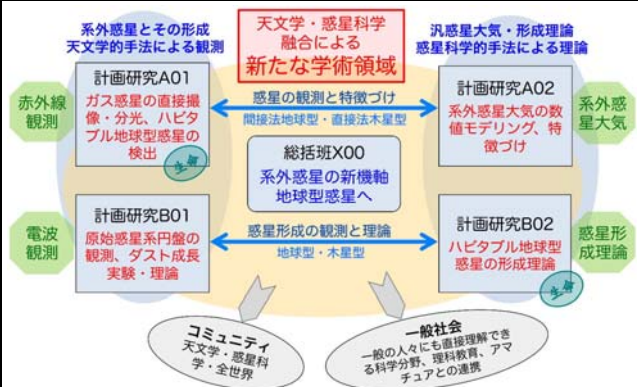 系外惑星とその形成
天文学的手法による観測
天文学・惑星科学
融合による
新たな学術領域
汎惑星大気・形成理論
惑星科学的手法による理論
赤外線
観測
計画研究A01
ガス惑星の直接撮
像・分光、ハビタ
ブル地球型惑星の
検出
生命
惑星の観測と特徴づけ
間接法地球型・直接法木星型
計画研究A02
系外惑星大気の数
値モデリング、特
徴づけ
系外惑
星大気
総括班X00
系外惑星の新機軸
地球型惑星へ
電波
観測
計画研究B01
原始惑星系円盤の
観測、ダスト成長
実験・理論
惑星形成の観測と理論
地球型・木星型
計画研究B02
ハビタブル地球型
惑星の形成理論
生命
惑星形
成理論
コミュニティ
天文学・惑星科
学・全世界
一般社会
一般の人々にも直接理解でき
る科学分野、理科教育、アマ
チュアとの連携